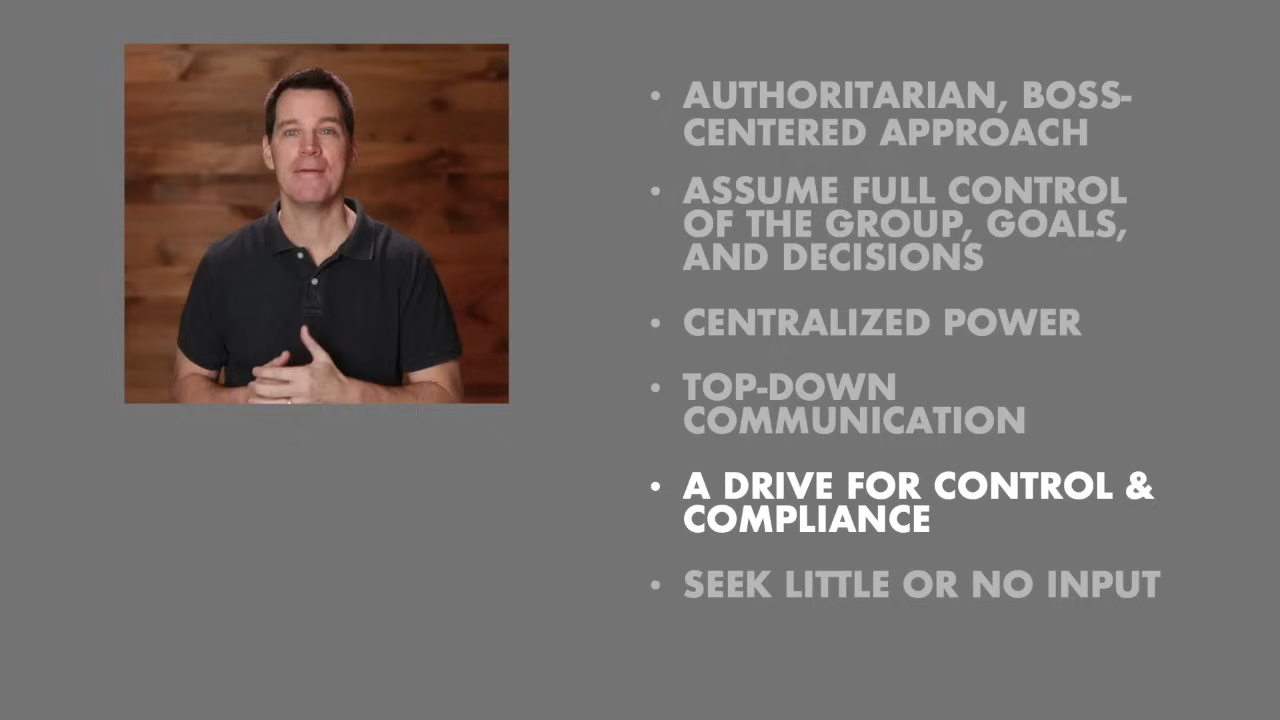 • AUTHORITARIAN, BOSS-
CENTERED APPROACH
• ASSUME FULL CONTROL
OF THE GROUP, GOALS,
AND DECISIONS
• CENTRALIZED POWER
• TOP-DOWN
COMMUNICATION
• A DRIVE FOR CONTROL &
COMPLIANCE
• SEEK LITTLE OR NO INPUT